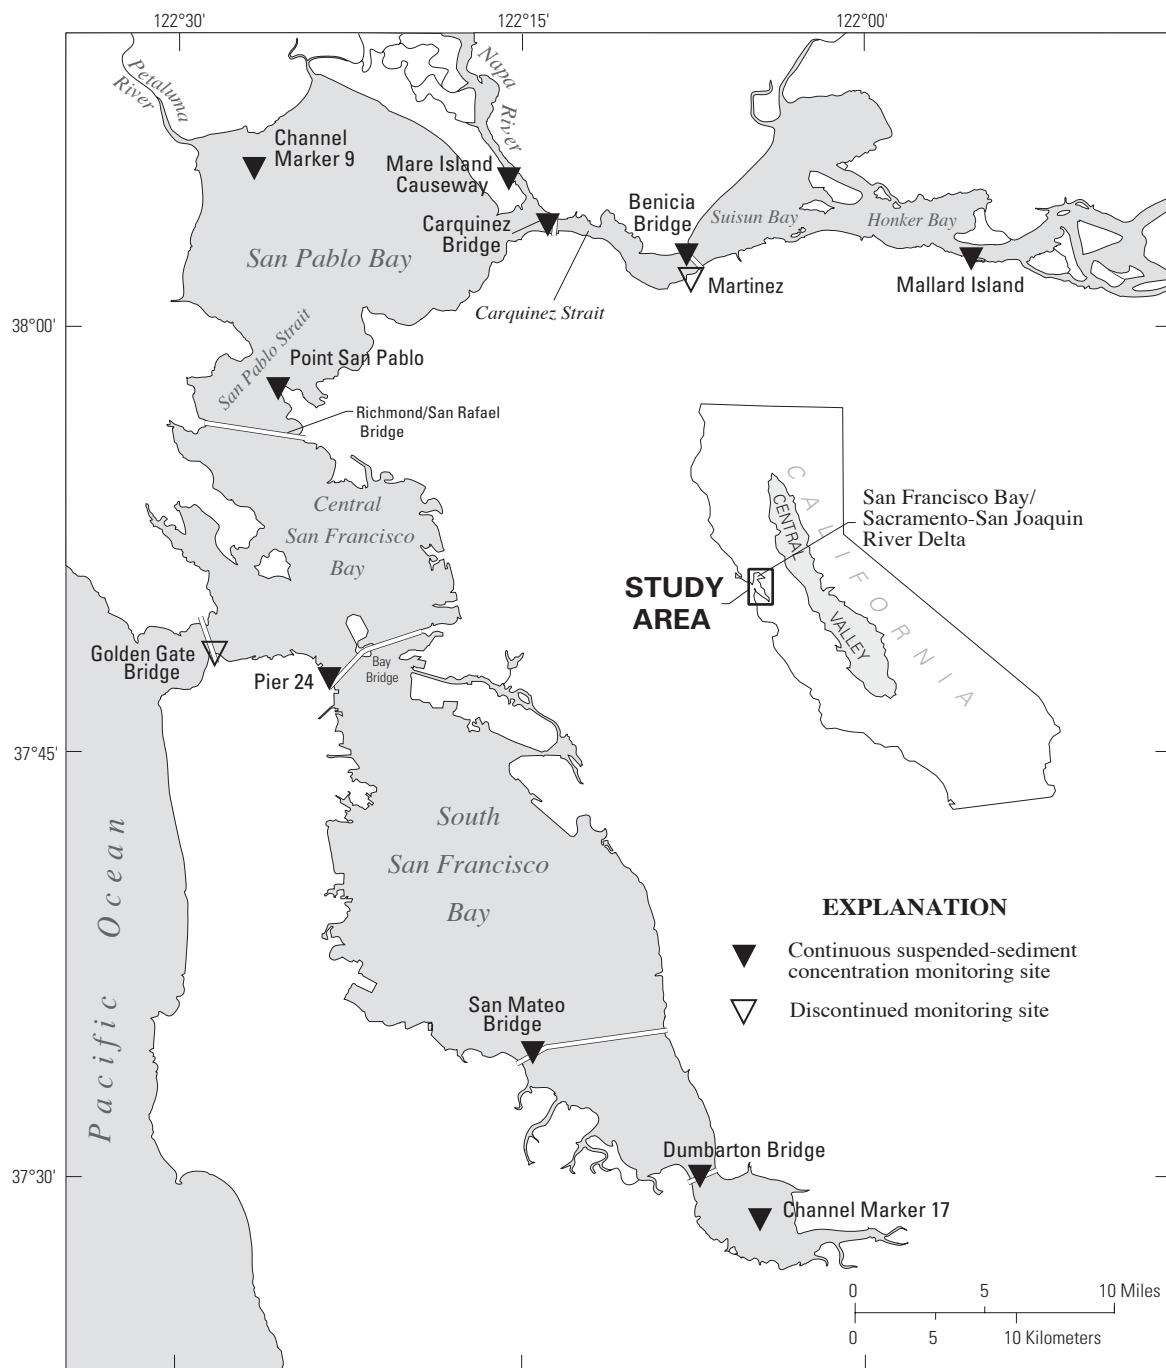 122°30'
122°15'
122°00'
Petaluma
River
Napa
River
Channel
Marker 9
Mare Island
Causeway
Carquinez
Bridge
Benicia
Bridge
Suisun Bay
Honker Bay
San Pablo Bay
Martinez
Mallard Island
Carquinez Strait
38°00'
San Pablo Strait
Point San Pablo
Richmond/San Rafael
Bridge
Central
San Francisco
Bay
CALIFORNIA
CENTRAL
VALLEY
San Francisco Bay/
Sacramento-San Joaquin
River Delta
STUDY
AREA
Golden Gate
Bridge
Pier 24
Bay
Bridge
37°45'
Pacific Ocean
South
San Francisco
Bay
EXPLANATION
Continuous suspended-sediment
concentration monitoring site
Discontinued monitoring site
San Mateo
Bridge
Dumbarton Bridge
37°30'
Channel Marker 17
0 5 10 Miles
0 5 10 Kilometers